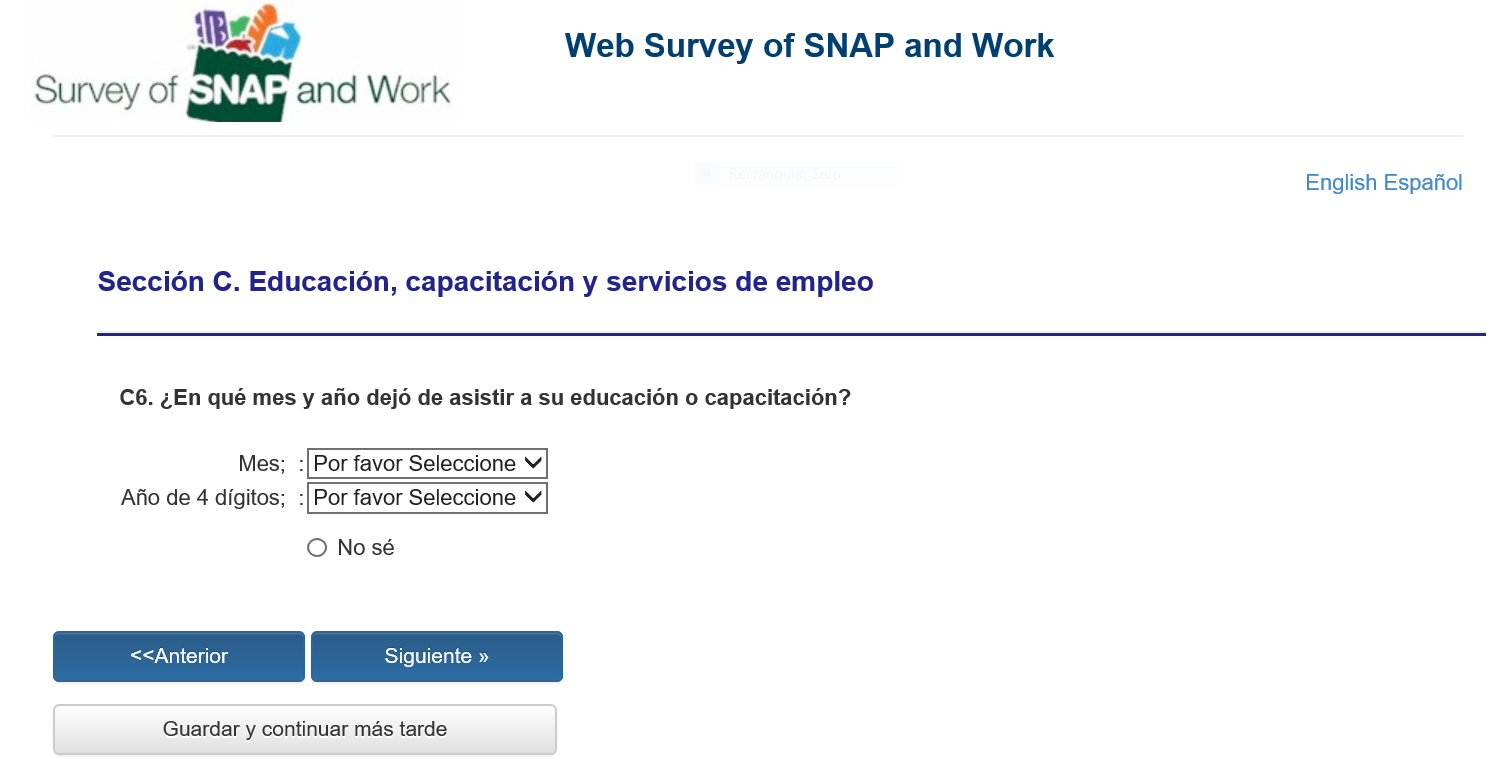 Survey of SNAP and Work
Web Survey of SNAP and Work
Rectangular Snip
English Español
Sección C. Educación, capacitación y servicios de empleo
C6. ¿En qué mes y año dejó de asistir a su educación o capacitación?
Mes; : Por favor Seleccione
Año de 4 dígitos; : Por favor Seleccione
No sé
<<Anterior Siguiente »
Guardar y continuar más tarde